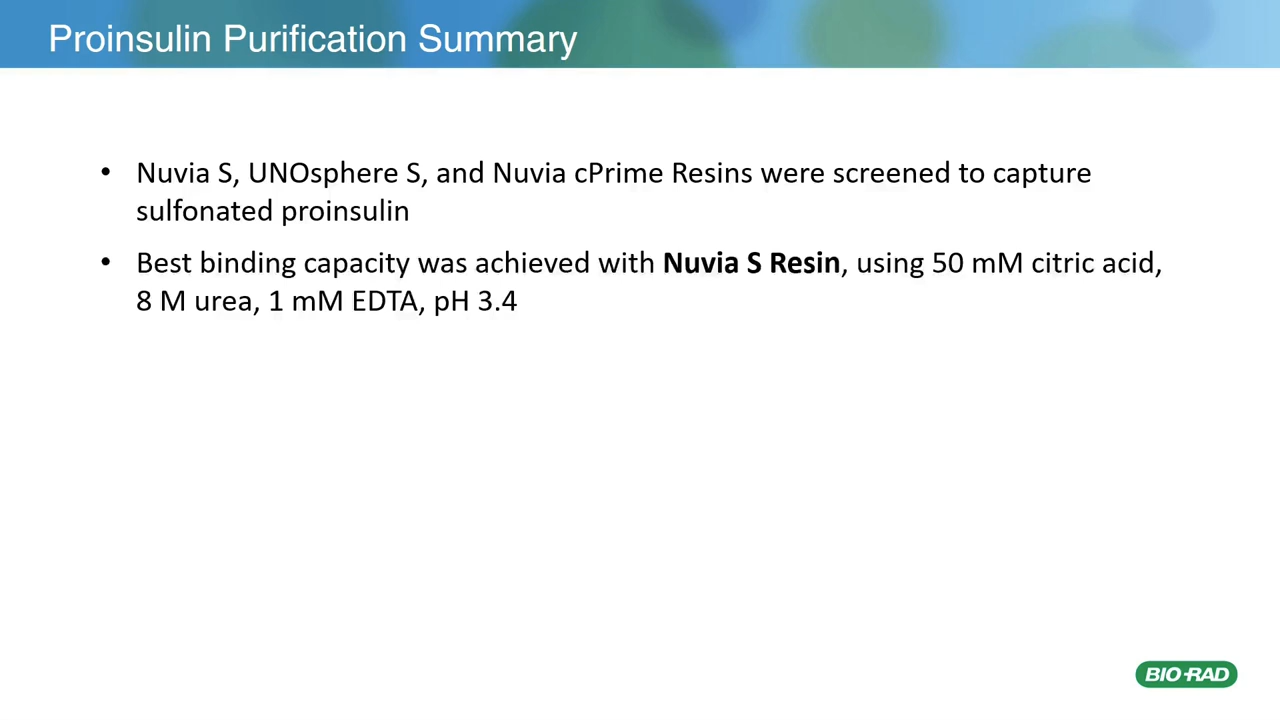 Proinsulin Purification Summary
• Nuvia S, UNOsphere S, and Nuvia cPrime Resins were screened to capture
sulfonated proinsulin
• Best binding capacity was achieved with Nuvia S Resin, using 50 mM citric acid,
8 M urea, 1 mM EDTA, pH 3.4
BIO-RAD